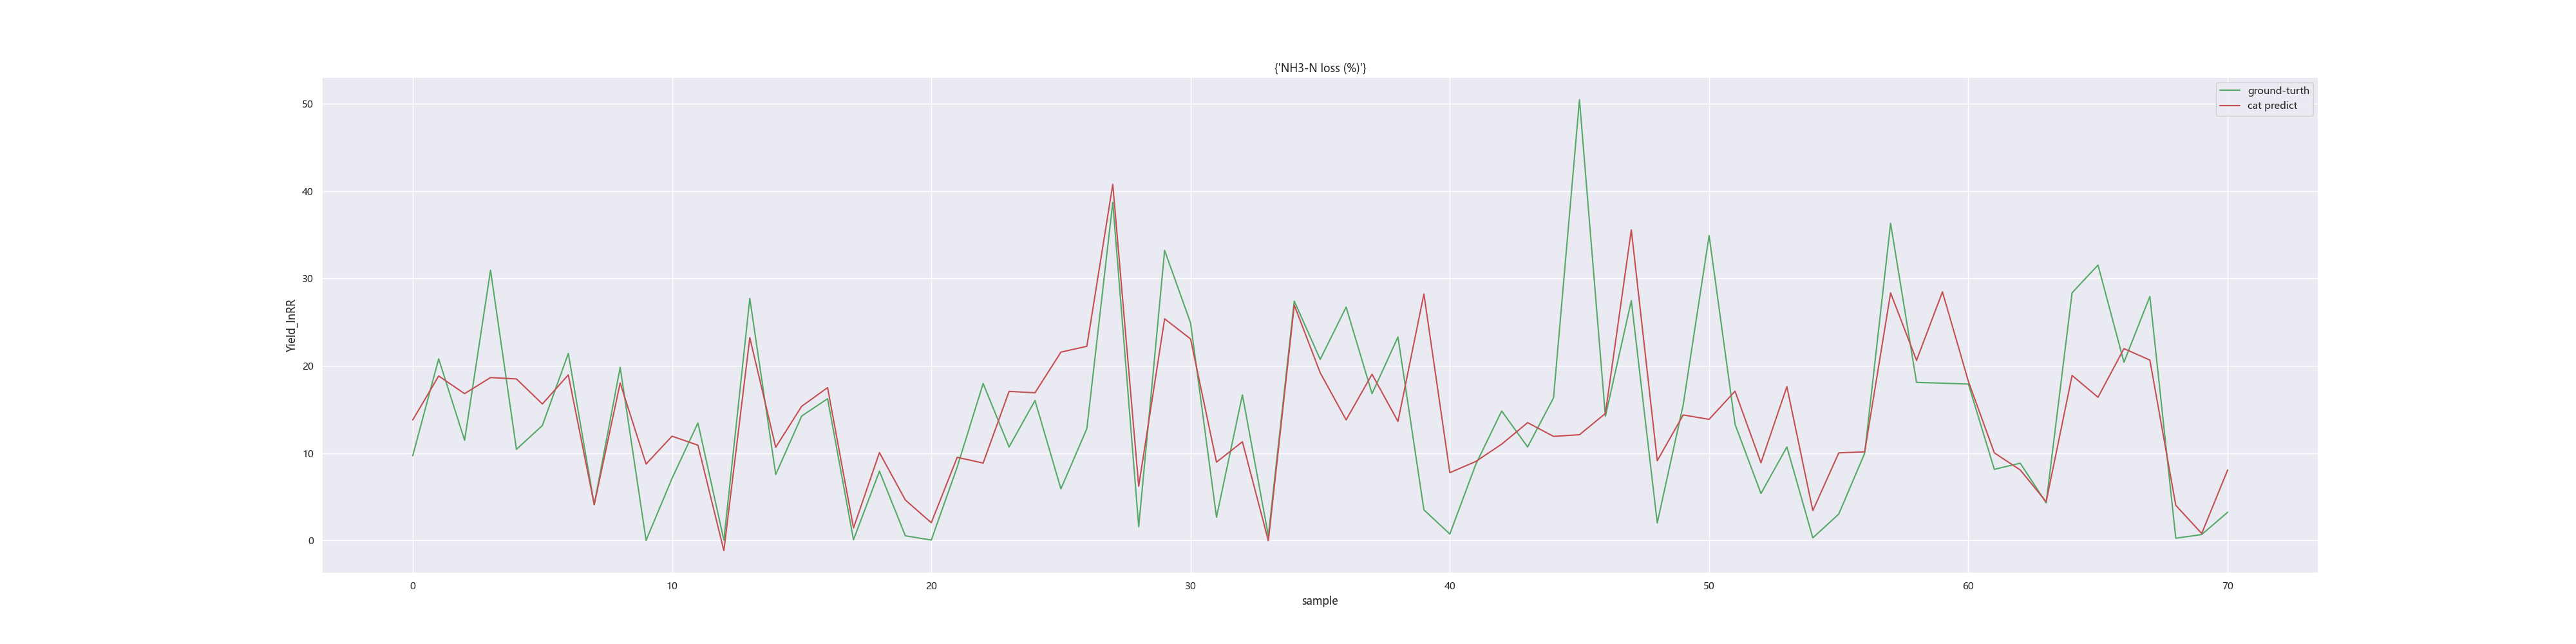 {'NH3-N loss (%)'}
ground-turth
cat predict
50
40
30
20
10
0
Yield_lnRR
0 10 20 30 40 50 60 70
sample